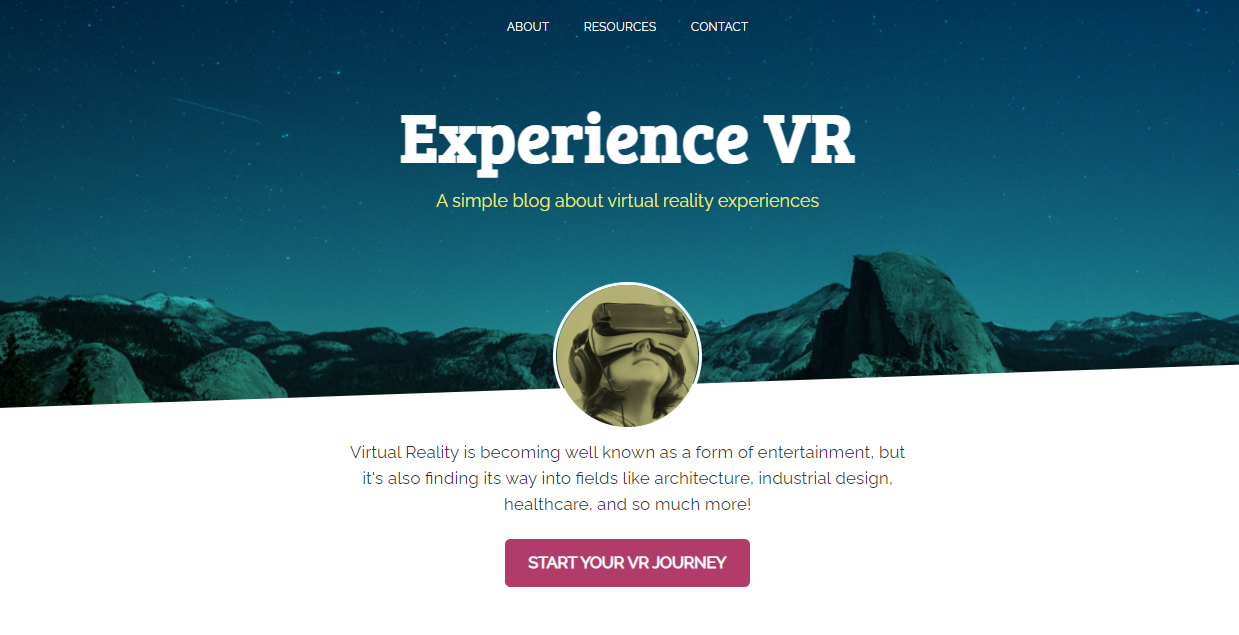 ABOUT RESOURCES CONTACT
Experience VR
A simple blog about virtual reality experiences
Virtual Reality is becoming well known as a form of entertainment, but
it's also finding its way into fields like architecture, industrial design,
healthcare, and so much more!
START YOUR VR JOURNEY